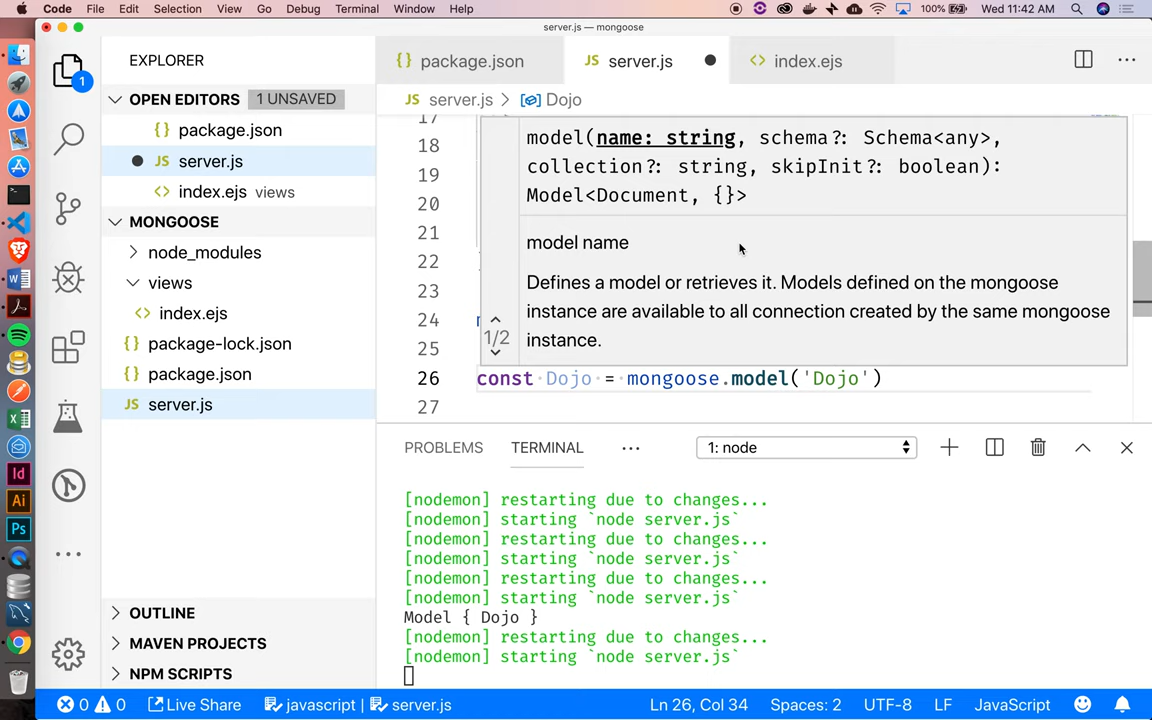 Code File Edit Selection View Go Debug Terminal Window Help 100% Wed 11:42 AM
server.js — mongoose
EXPLORER
OPEN EDITORS 1 UNSAVED
package.json
JS server.js
index.ejs views
MONGOOSE
node_modules
views
index.ejs
package-lock.json
package.json
JS server.js
OUTLINE
MAVEN PROJECTS
NPM SCRIPTS
1
Id
Ai
Ps
{} package.json JS server.js <> index.ejs
JS server.js > Dojo
17
18
19
20
21
22
23
24
25
26
27
model(name: string, schema?: Schema<any>,
collection?: string, skipInit?: boolean):
Model<Document, {}>
model name
Defines a model or retrieves it. Models defined on the mongoose
instance are available to all connection created by the same mongoose
instance.
1/2
const Dojo = mongoose.model('Dojo')
PROBLEMS TERMINAL ... 1: node
[nodemon] restarting due to changes...
[nodemon] starting `node server.js`
[nodemon] restarting due to changes...
[nodemon] starting `node server.js`
[nodemon] restarting due to changes...
[nodemon] starting `node server.js`
Model { Dojo }
[nodemon] restarting due to changes...
[nodemon] starting `node server.js`
0 0 Live Share javascript | server.js Ln 26, Col 34 Spaces: 2 UTF-8 LF JavaScript